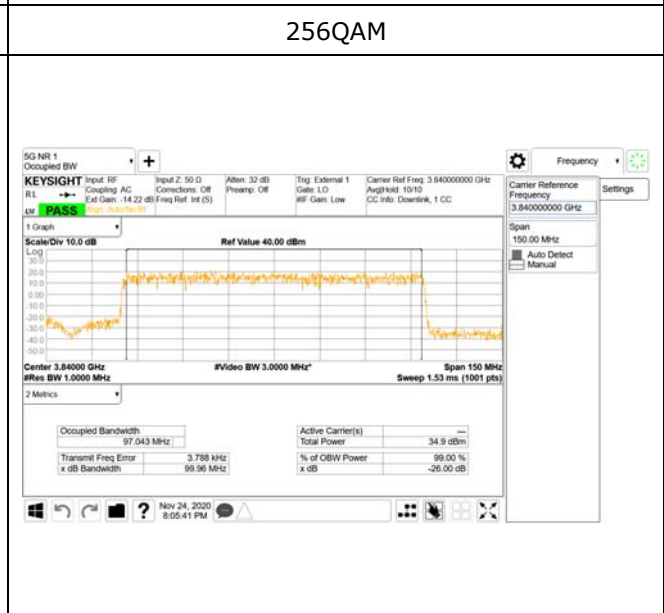 256QAM
5G NR 1
Occupied BW
+
Frequency
KEYSIGHT
RL
PASS
Input: RF
Coupling: AC
Ext Gain: -14.22 dB
Align: Auto/No RF
Input Z: 50 Ω
Corrections: Off
Freq Ref: Int (S)
Atten: 32 dB
Preamp: Off
Trig: External 1
Gate: LO
#IF Gain: Low
Carrier Ref Freq: 3.840000000 GHz
Avg|Hold: 10/10
CC Info: Downlink, 1 CC
Carrier Reference
Frequency
3.840000000 GHz
Settings
Span
150.00 MHz
Auto Detect
Manual
1 Graph
Scale/Div 10.0 dB
Ref Value 40.00 dBm
Log
30.0
20.0
10.0
0.00
-10.0
-20.0
-30.0
-40.0
-50.0
Center 3.84000 GHz
#Video BW 3.0000 MHz*
Span 150 MHz
#Res BW 1.0000 MHz
Sweep 1.53 ms (1001 pts)
2 Metrics
Occupied Bandwidth
97.043 MHz
Transmit Freq Error 3.788 kHz
x dB Bandwidth 99.96 MHz
Active Carrier(s) ---
Total Power 34.9 dBm
% of OBW Power 99.00 %
x dB -26.00 dB
?
Nov 24, 2020
8:05:41 PM